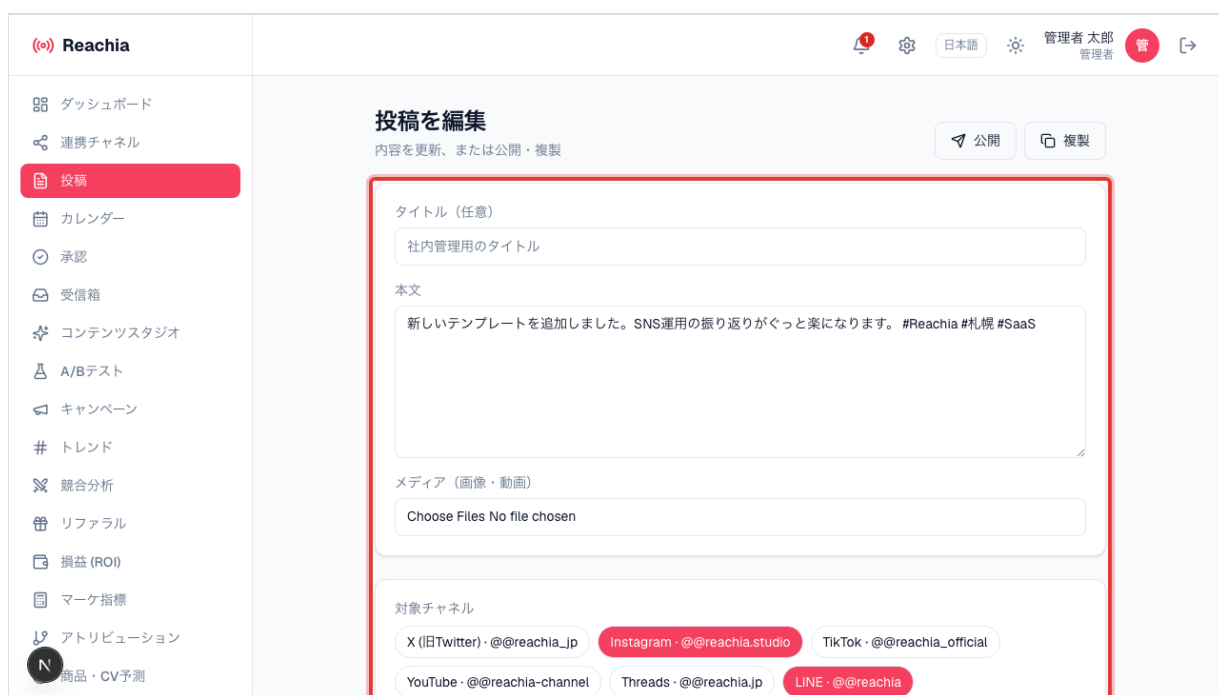 Reachia
1
日本語
管理者 太郎
管理者
管
ダッシュボード
連携チャネル
投稿
カレンダー
承認
受信箱
コンテンツスタジオ
A/Bテスト
キャンペーン
トレンド
競合分析
リファラル
損益 (ROI)
マーケ指標
アトリビューション
商品・CV予測
N
投稿を編集
内容を更新、または公開・複製
公開
複製
タイトル（任意）
社内管理用のタイトル
本文
新しいテンプレートを追加しました。SNS運用の振り返りがぐっと楽になります。 #Reachia #札幌 #SaaS
メディア（画像・動画）
Choose Files No file chosen
対象チャネル
X (旧Twitter) · @@reachia_jp
Instagram · @@reachia.studio
TikTok · @@reachia_official
YouTube · @@reachia-channel
Threads · @@reachia.jp
LINE · @@reachia